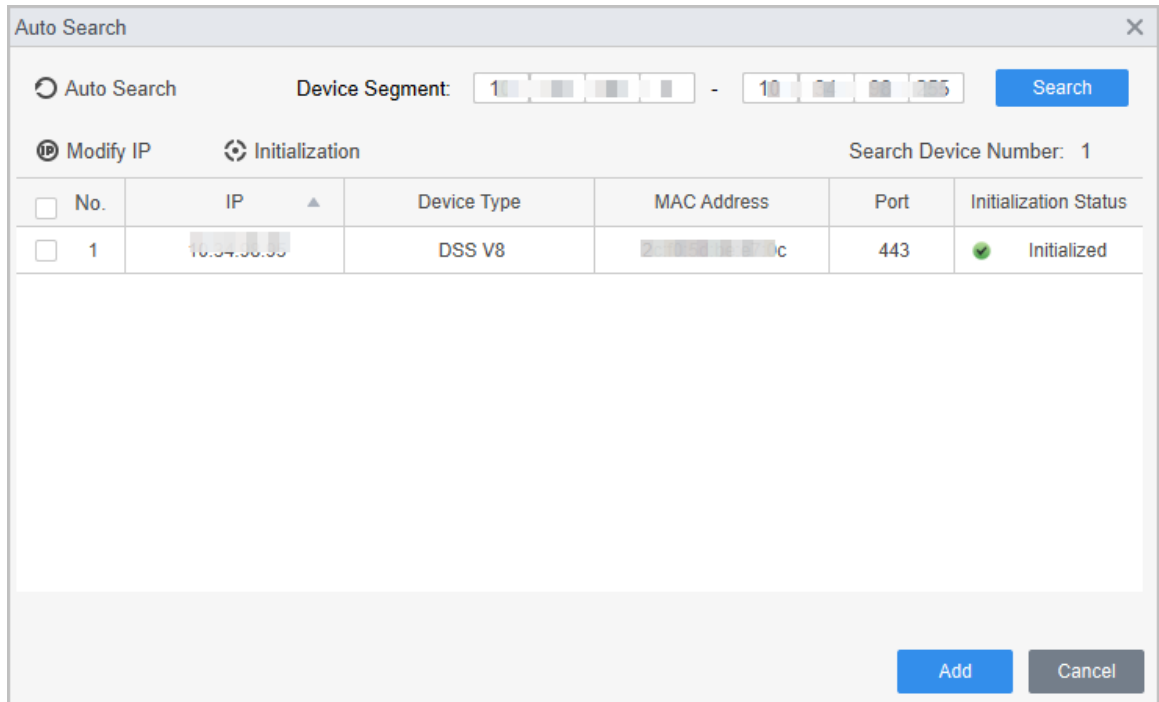 Auto Search
Auto Search Device Segment: - Search
Modify IP Initialization Search Device Number: 1
No. IP Device Type MAC Address Port Initialization Status
1 DSS V8 443 Initialized
Add Cancel